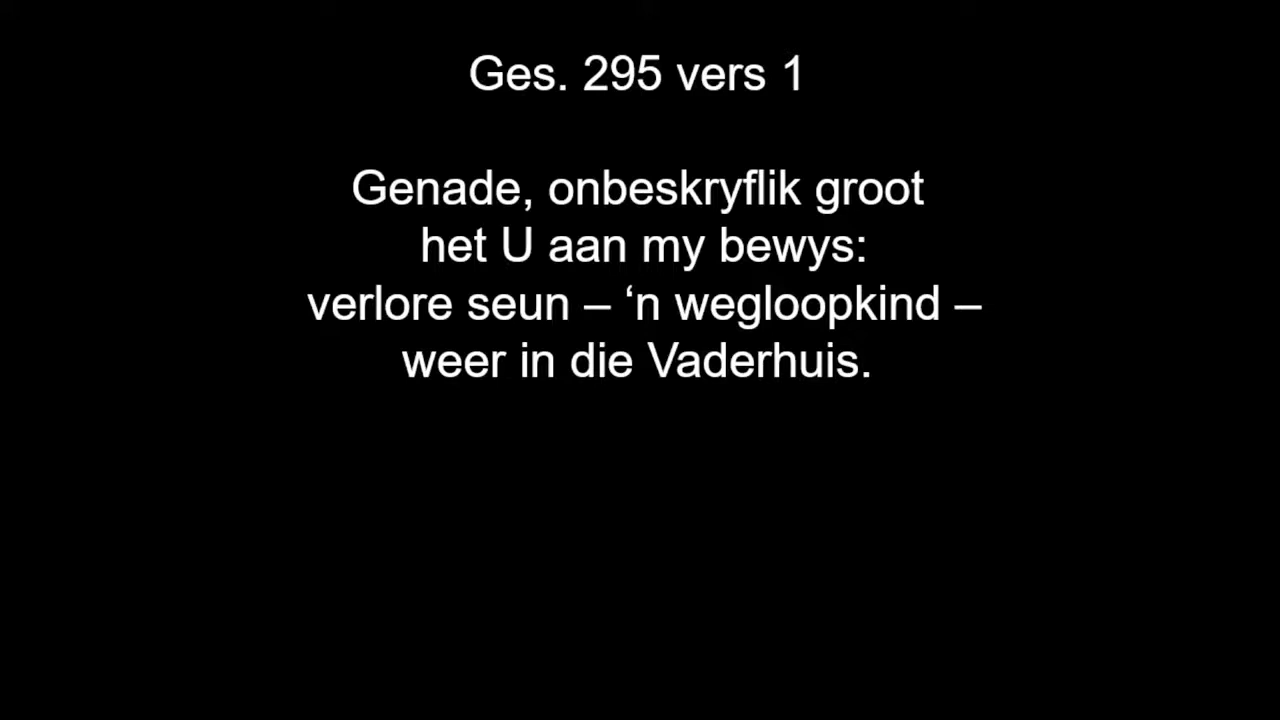 Ges. 295 vers 1
Genade, onbeskryflik groot
het U aan my bewys:
verlore seun – ‘n wegloopkind –
weer in die Vaderhuis.